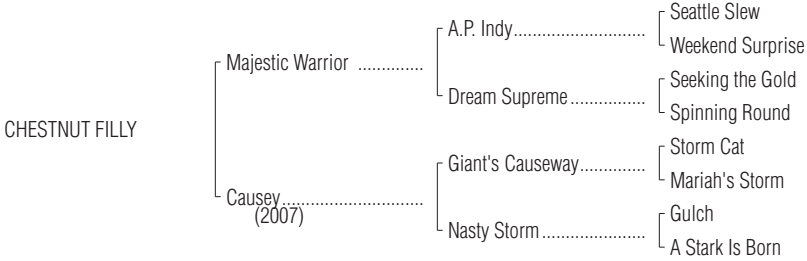 Seattle Slew
A.P. Indy............................
Weekend Surprise
Majestic Warrior ..............
Seeking the Gold
Dream Supreme................
Spinning Round
CHESTNUT FILLY
Storm Cat
Giant's Causeway..............
Mariah's Storm
Causey..............................
(2007)
Gulch
Nasty Storm......................
A Stark Is Born